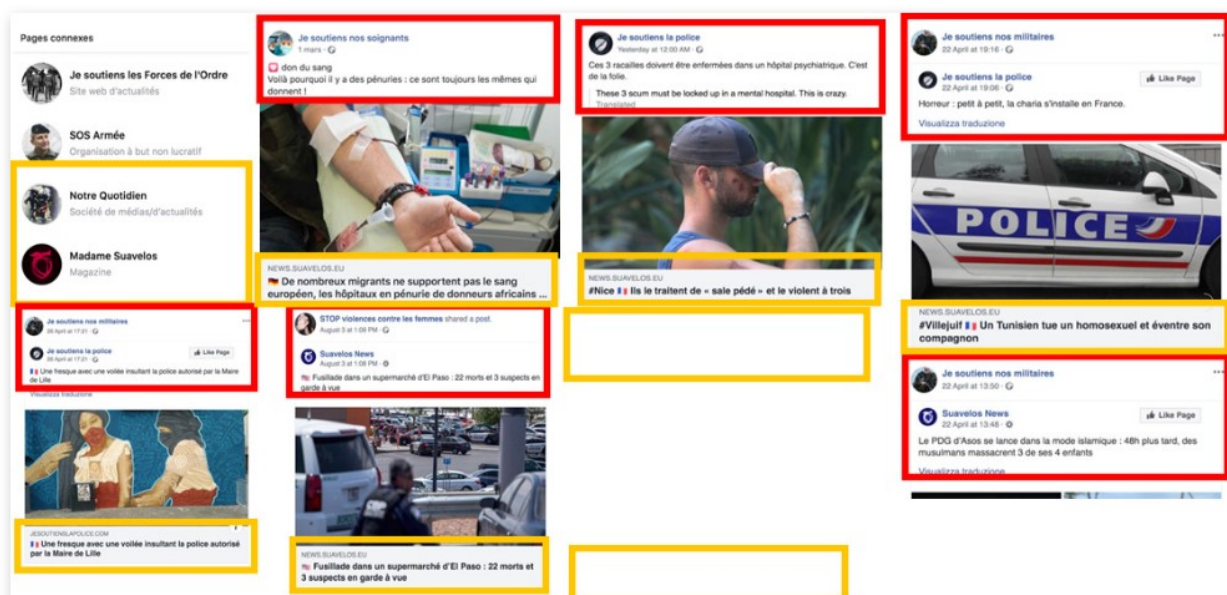 Pages connexes
Je soutiens les Forces de l'Ordre
Site web d'actualités
SOS Armée
Organisation à but non lucratif
Notre Quotidien
Société de médias/d'actualités
Madame Suavelos
Magazine
Je soutiens nos soignants
1 mars
don du sang
Voilà pourquoi il y a des pénuries : ce sont toujours les mêmes qui
donnent !
NEWS.SUAVELOS.EU
De nombreux migrants ne supportent pas le sang
européen, les hôpitaux en pénurie de donneurs africains ...
Je soutiens la police
Yesterday at 12:00 AM
Ces 3 racailles doivent être enfermées dans un hôpital psychiatrique. C'est
de la folie.
These 3 scum must be locked up in a mental hospital. This is crazy.
Translated
NEWS.SUAVELOS.EU
#Nice Ils le traitent de « sale pédé » et le violent à trois
Je soutiens nos militaires
22 April at 19:16
Je soutiens la police
22 April at 19:06
Like Page
Horreur : petit à petit, la charia s'installe en France.
Visualizza traduzione
POLICE
NEWS.SUAVELOS.EU
#Villejuif Un Tunisien tue un homosexuel et éventre son
compagnon
Je soutiens nos militaires
26 April at 17:21
Je soutiens la police
26 April at 17:21
Like Page
Une fresque avec une voilée insultant la police autorisé par la Maire
de Lille
Visualizza traduzione
JESOUTIENSLAPOLICE.COM
Une fresque avec une voilée insultant la police autorisé
par la Maire de Lille
STOP violences contre les femmes shared a post.
August 3 at 1:06 PM
Suavelos News
August 3 at 1:06 PM
Fusillade dans un supermarché d'El Paso : 22 morts et 3 suspects en
garde à vue
NEWS.SUAVELOS.EU
Fusillade dans un supermarché d'El Paso : 22 morts et
3 suspects en garde à vue
Je soutiens nos militaires
22 April at 13:50
Suavelos News
22 April at 13:48
Like Page
Le PDG d'Asos se lance dans la mode islamique : 48h plus tard, des
musulmans massacrent 3 de ses 4 enfants
Visualizza traduzione